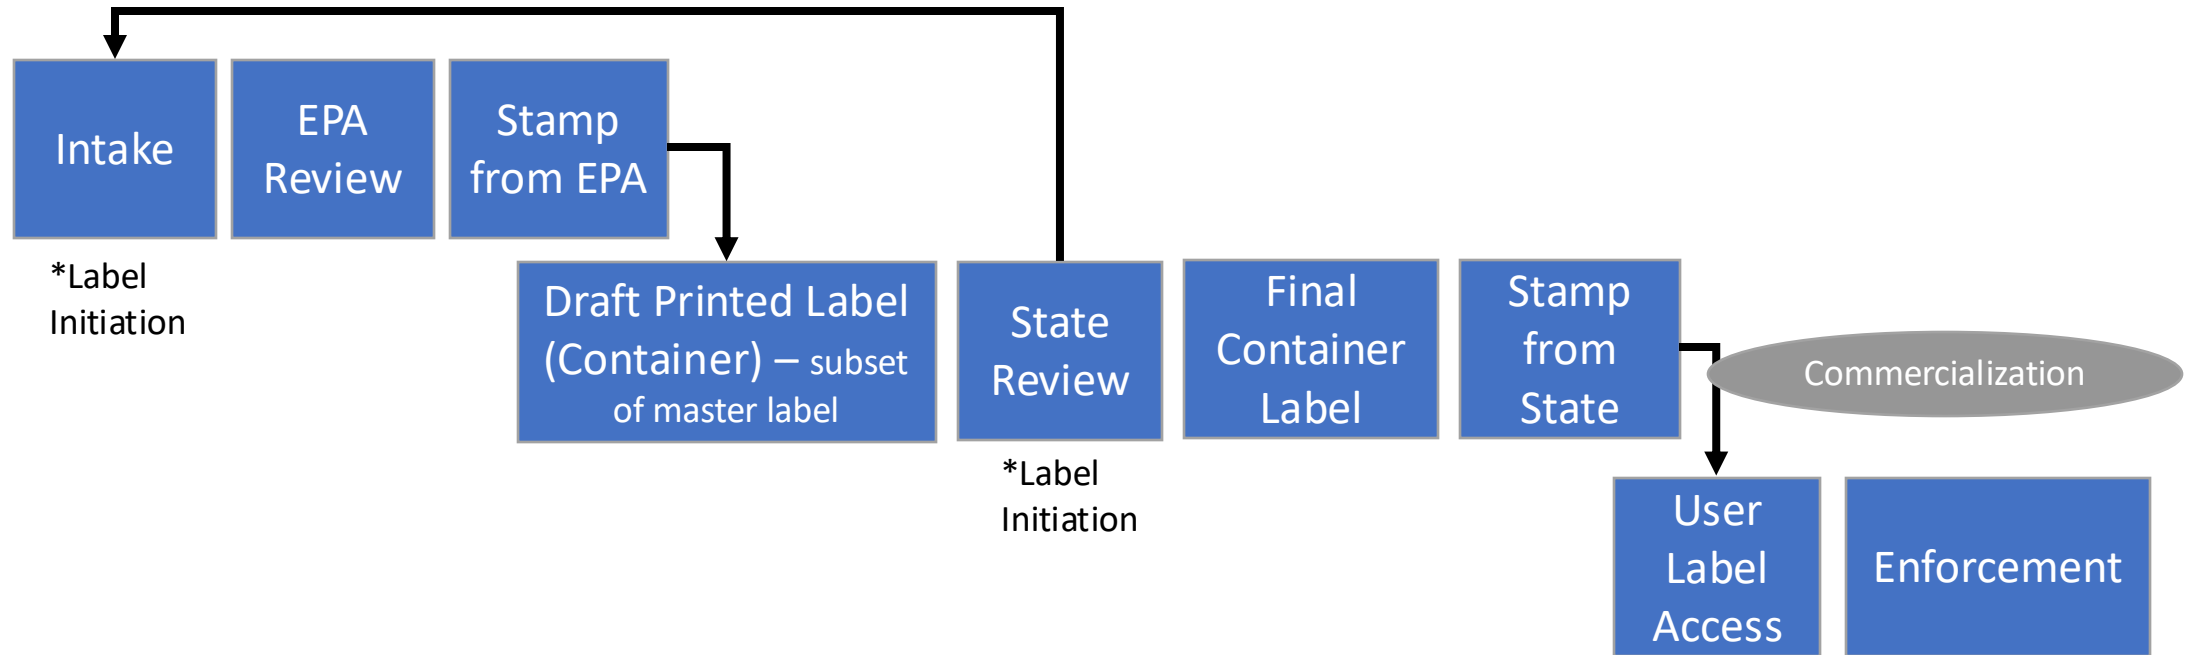 Intake
EPA
Review
Stamp
from EPA
*Label
Initiation
Draft Printed Label
(Container) – subset
of master label
State
Review
*Label
Initiation
Final
Container
Label
Stamp
from
State
Commercialization
User
Label
Access
Enforcement